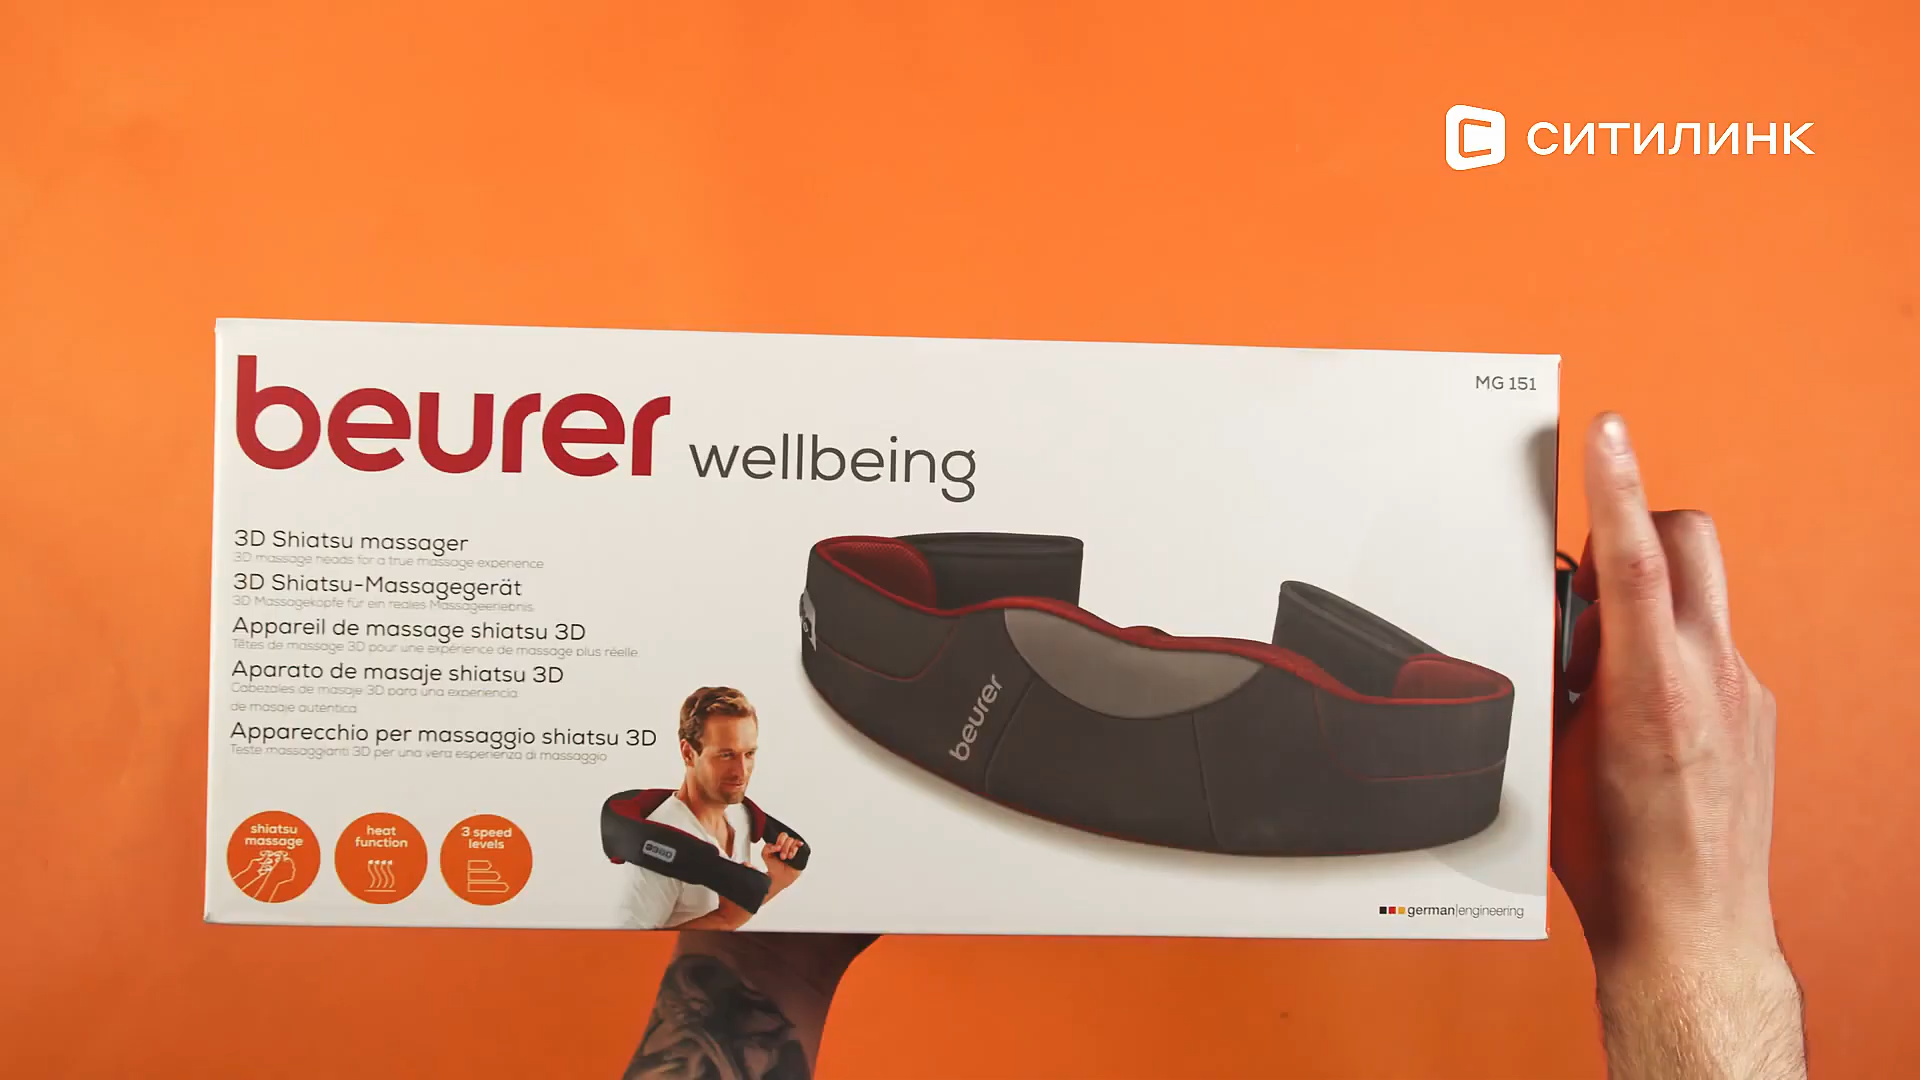 СИТИЛИНК
MG 151
beurer wellbeing
3D Shiatsu massager
3D massage heads for a true massage experience
3D Shiatsu-Massagegerät
3D Massageköpfe für ein reales Massageerlebnis
Appareil de massage shiatsu 3D
Têtes de massage 3D pour une expérience de massage plus réelle.
Aparato de masaje shiatsu 3D
Cabezales de masaje 3D para una experiencia
de masaje auténtica
Apparecchio per massaggio shiatsu 3D
Teste massaggianti 3D per una vera esperienza di massaggio
shiatsu
massage
heat
function
3 speed
levels
beurer
german|engineering